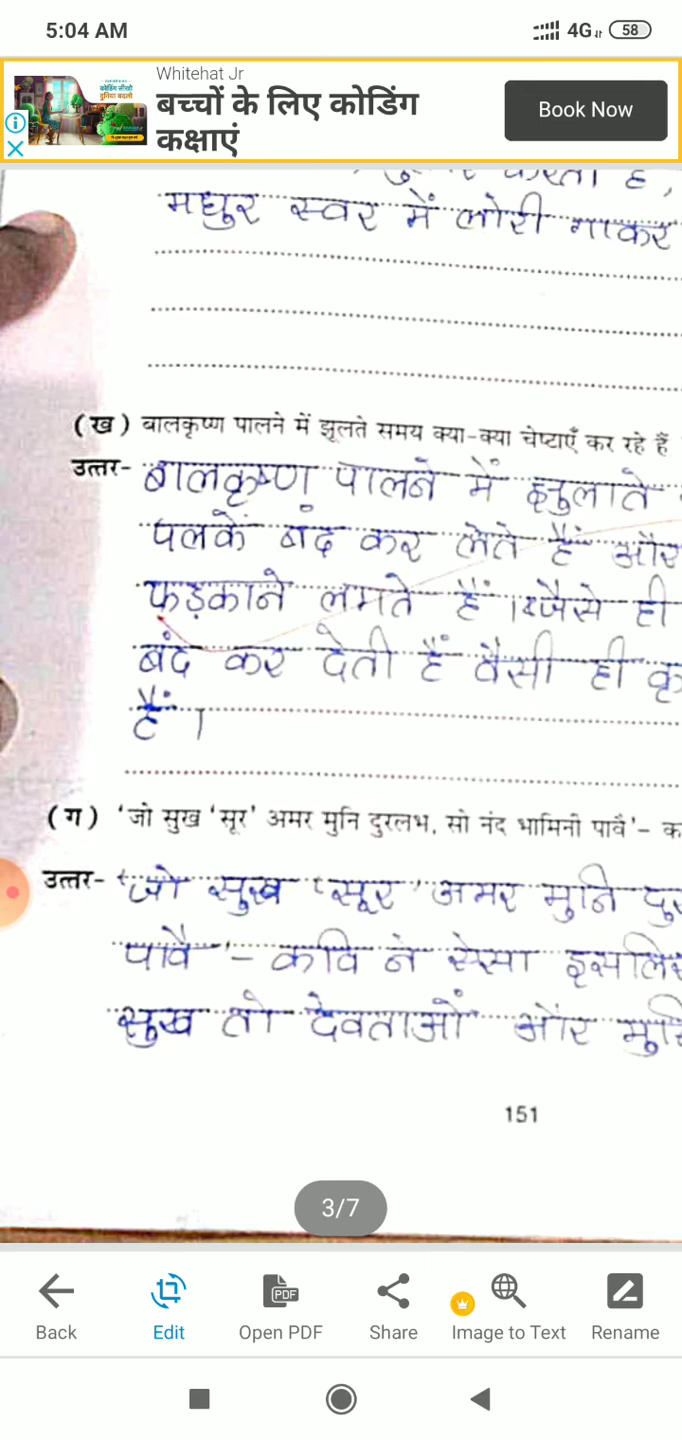 5:04 AM
4G 58
Whitehat Jr
बच्चों के लिए कोडिंग
कक्षाएं
Book Now
करता है,
मधुर स्वर में लोरी गाकर
(ख) बालकृष्ण पालने में झूलते समय क्या-क्या चेष्टाएँ कर रहे हैं
उत्तर- बालकृष्ण पालने में झुलाते
पलकें बंद कर लेते हैं और
फड़काने लगते हैं। जैसे ही
बंद कर देती हैं वैसी ही कृ
हैं।
(ग) 'जो सुख 'सूर' अमर मुनि दुरलभ, सो नंद भामिनी पावै'- क
उत्तर- 'जो सुख 'सूर' अमर मुनि दु
पावै'- कवि ने ऐसा इसलि
सुख तो देवताओं और मुनि
151
3/7
Back
Edit
PDF
Open PDF
Share
Image to Text
Rename